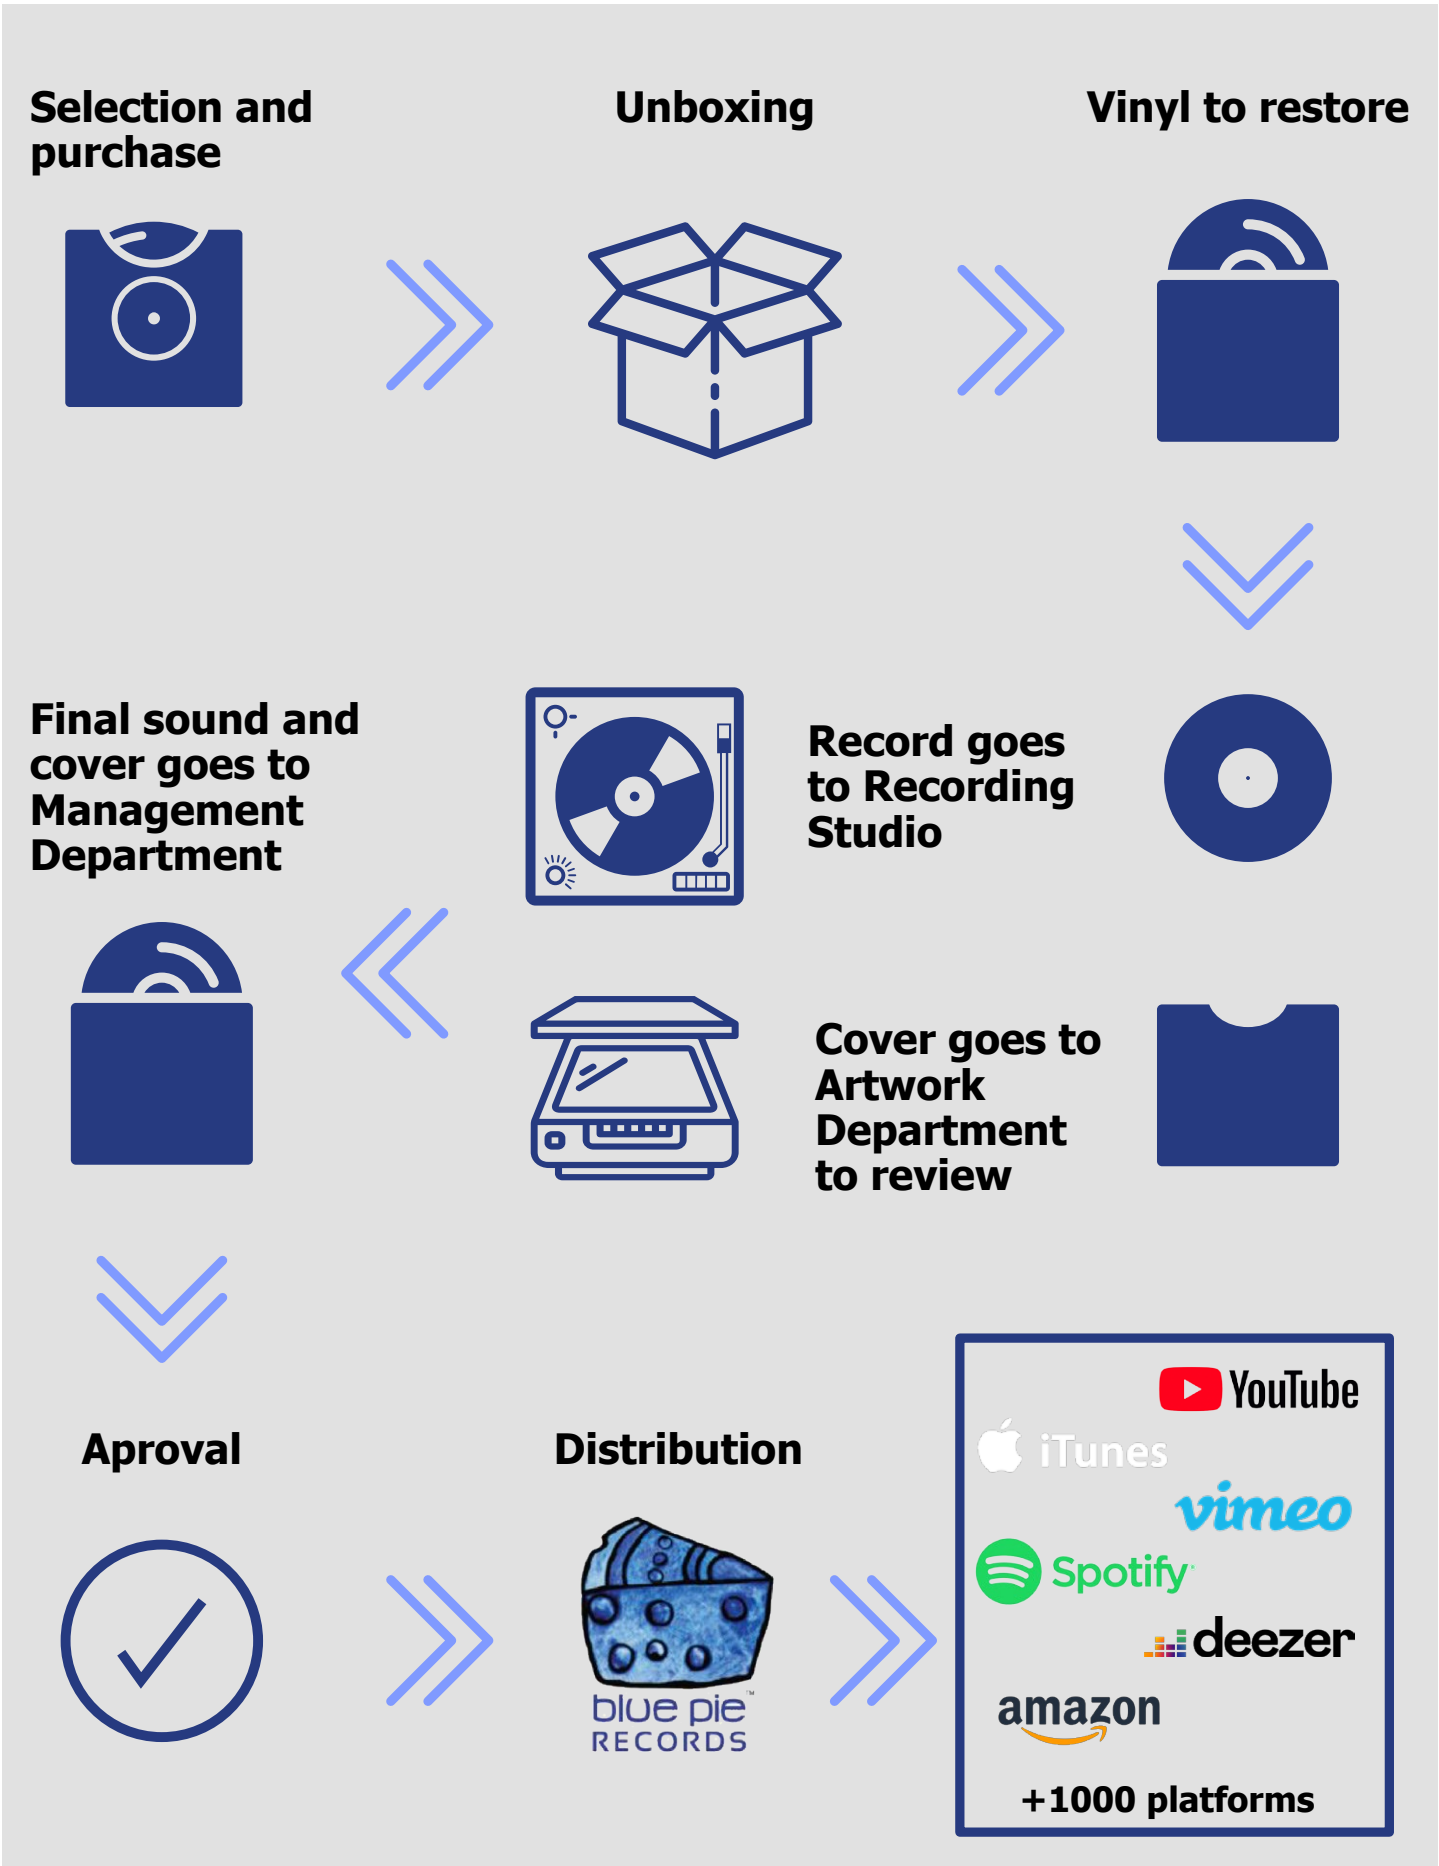 Selection and
purchase
Unboxing
Vinyl to restore
Record goes
to Recording
Studio
Cover goes to
Artwork
Department
to review
Final sound and
cover goes to
Management
Department
Aproval
Distribution
blue pie™
RECORDS
YouTube
iTunes
vimeo
Spotify
deezer
amazon
+1000 platforms